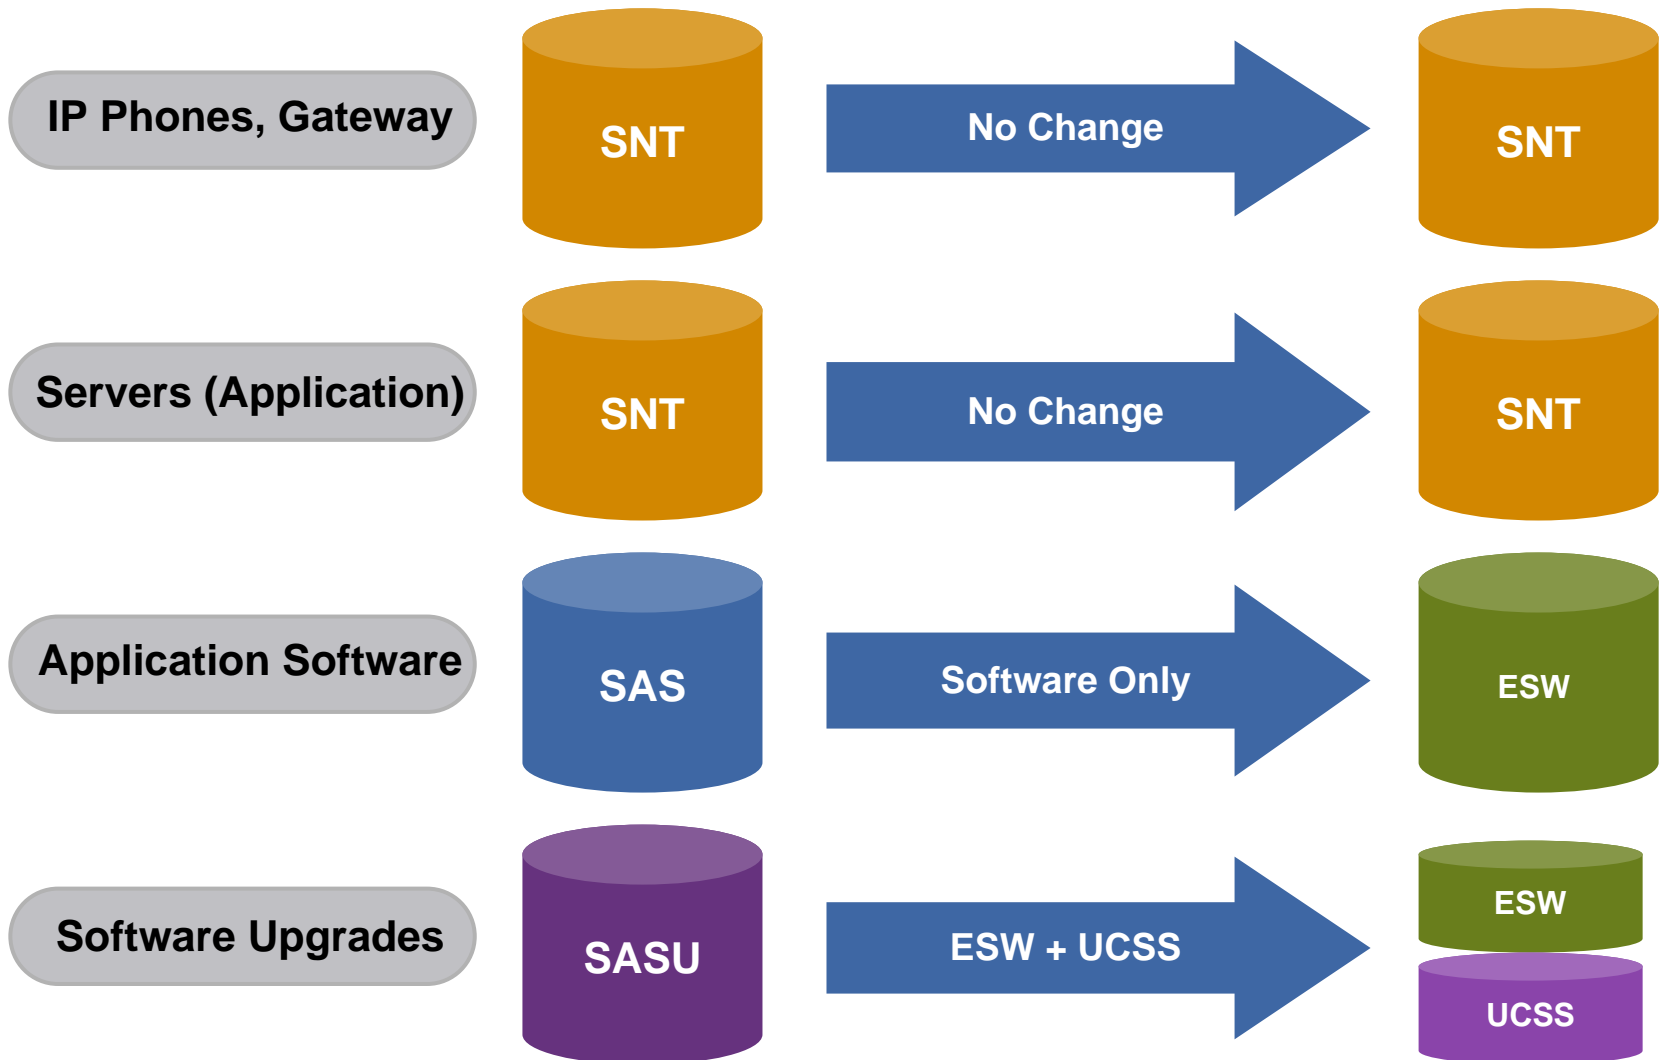 IP Phones, Gateway
SNT
No Change
SNT
Servers (Application)
SNT
No Change
SNT
Application Software
SAS
Software Only
ESW
Software Upgrades
SASU
ESW + UCSS
ESW
UCSS